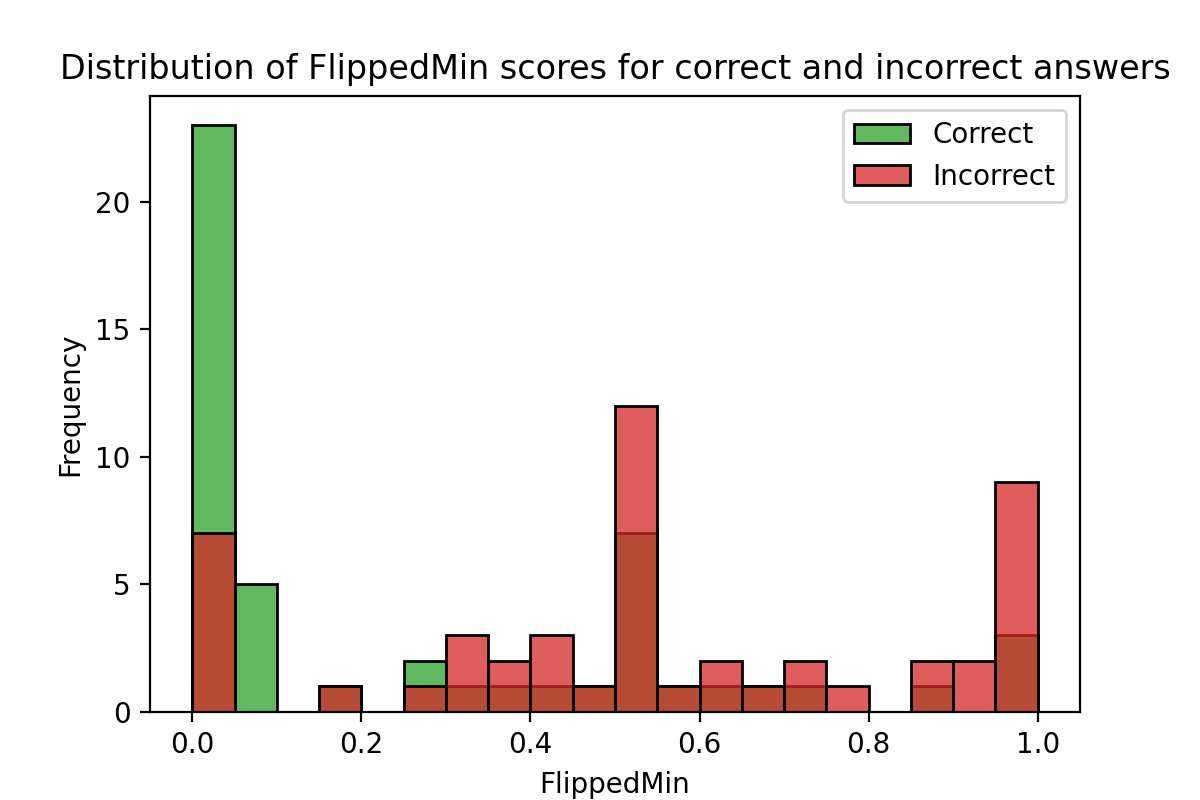 Distribution of FlippedMin scores for correct and incorrect answers
Correct
Incorrect
Frequency
20
15
10
5
0
0.0 0.2 0.4 0.6 0.8 1.0
FlippedMin